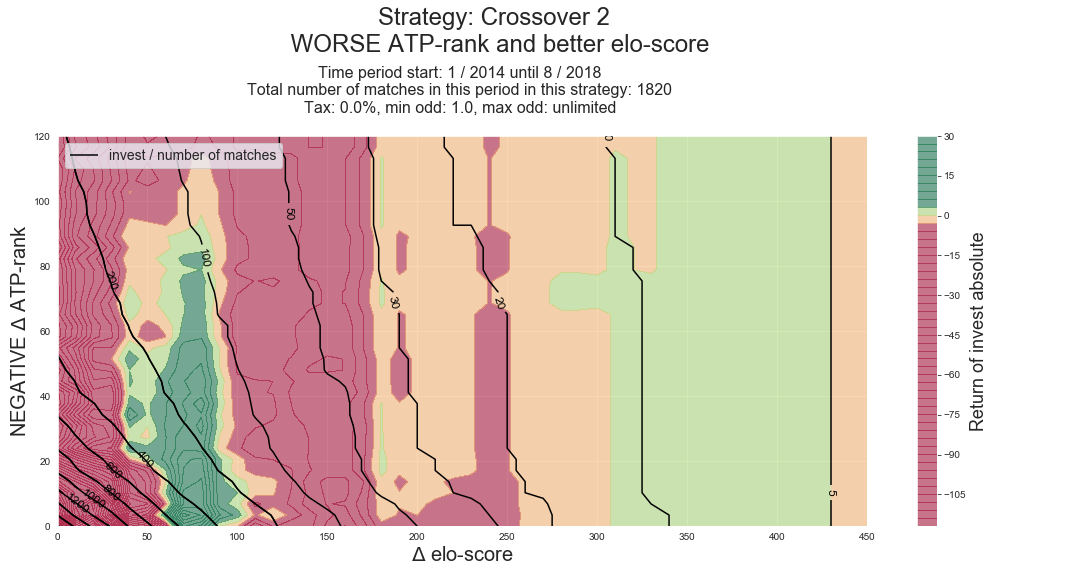 Strategy: Crossover 2
WORSE ATP-rank and better elo-score
Time period start: 1 / 2014 until 8 / 2018
Total number of matches in this period in this strategy: 1820
Tax: 0.0%, min odd: 1.0, max odd: unlimited
invest / number of matches
NEGATIVE Δ ATP-rank
120
100
80
60
40
20
0
0 50 100 150 200 250 300 350 400 450
Δ elo-score
200
100
50
30
20
5
400
600
800
1000
1200
30
15
0
−15
−30
−45
−60
−75
−90
−105
Return of invest absolute